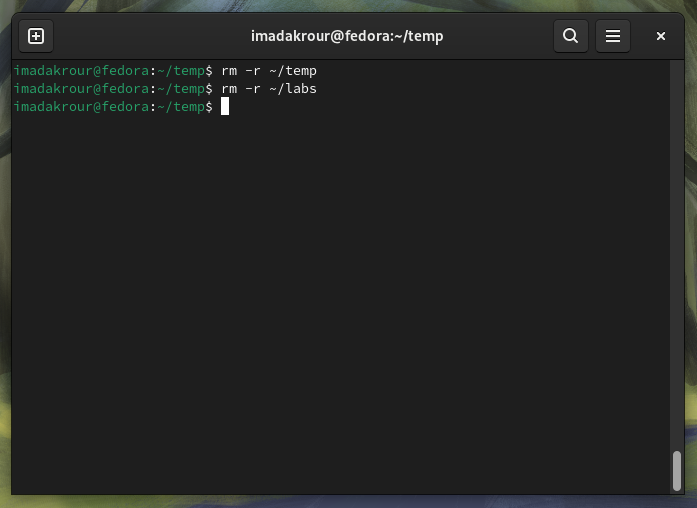 imadakrour@fedora:~/temp
imadakrour@fedora:~/temp$ rm -r ~/temp
imadakrour@fedora:~/temp$ rm -r ~/labs
imadakrour@fedora:~/temp$